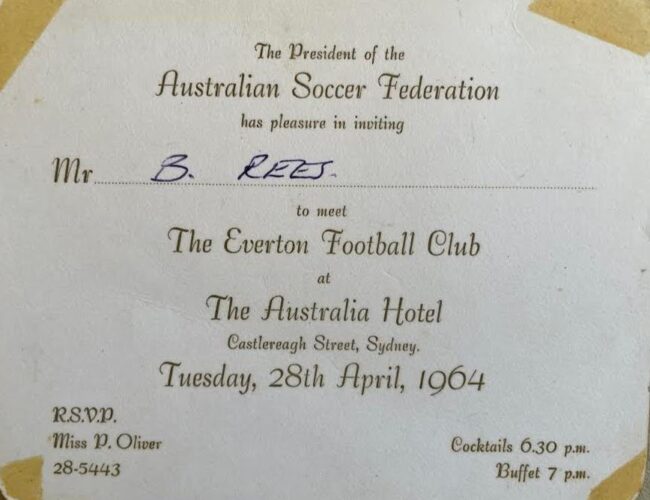 The President of the
Australian Soccer Federation
has pleasure in inviting
Mr B. REES.
to meet
The Everton Football Club
at
The Australia Hotel
Castlereagh Street, Sydney.
Tuesday, 28th April, 1964
R.S.V.P.
Miss P. Oliver
28-5443
Cocktails 6.30 p.m.
Buffet 7 p.m.